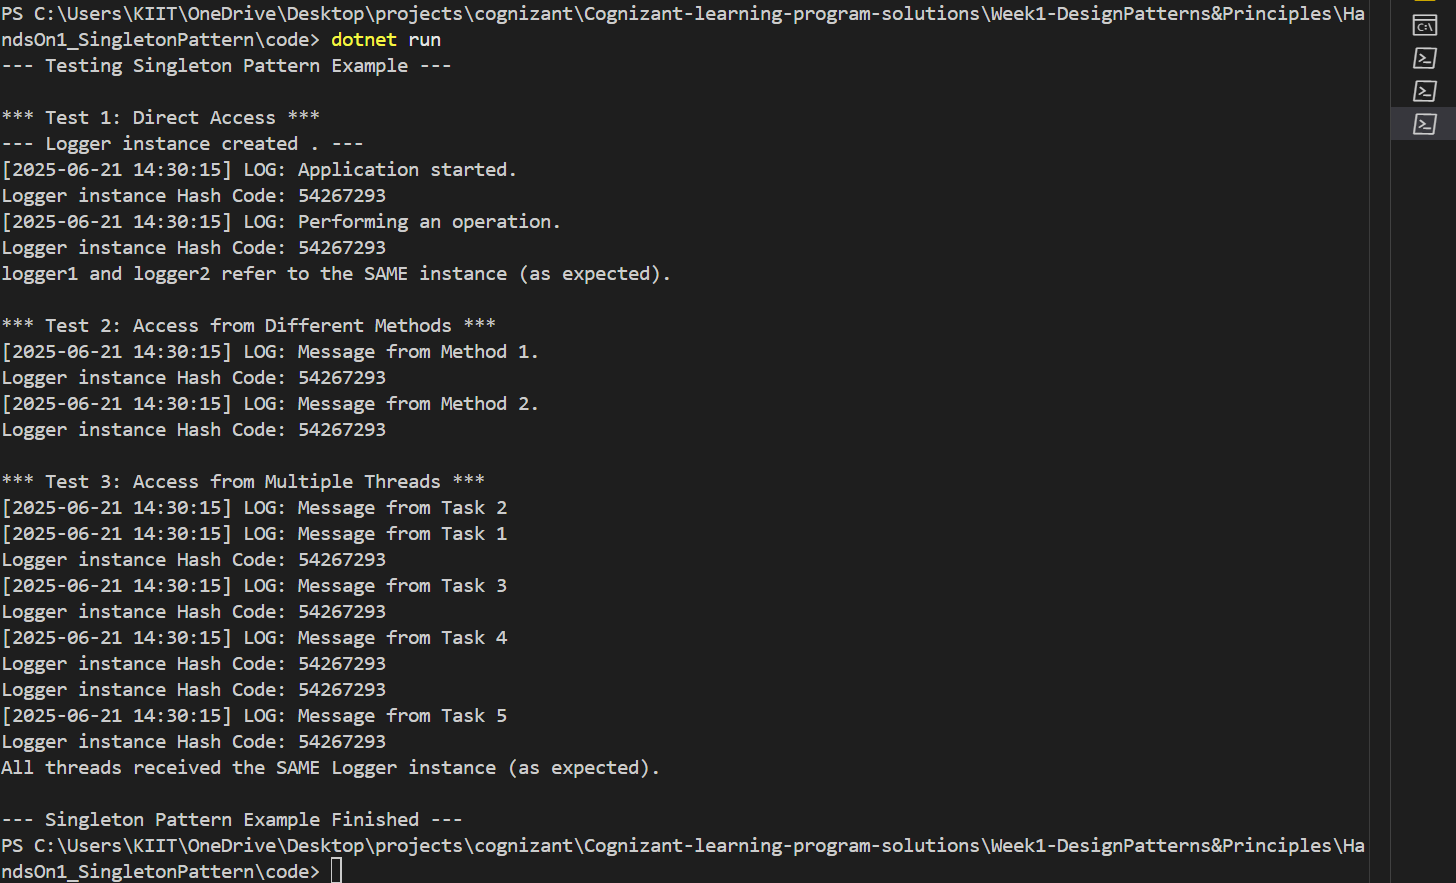 PS C:\Users\KIIT\OneDrive\Desktop\projects\cognizant\Cognizant-learning-program-solutions\Week1-DesignPatterns&Principles\Ha
ndsOn1_SingletonPattern\code> dotnet run
--- Testing Singleton Pattern Example ---

*** Test 1: Direct Access ***
--- Logger instance created . ---
[2025-06-21 14:30:15] LOG: Application started.
Logger instance Hash Code: 54267293
[2025-06-21 14:30:15] LOG: Performing an operation.
Logger instance Hash Code: 54267293
logger1 and logger2 refer to the SAME instance (as expected).

*** Test 2: Access from Different Methods ***
[2025-06-21 14:30:15] LOG: Message from Method 1.
Logger instance Hash Code: 54267293
[2025-06-21 14:30:15] LOG: Message from Method 2.
Logger instance Hash Code: 54267293

*** Test 3: Access from Multiple Threads ***
[2025-06-21 14:30:15] LOG: Message from Task 2
[2025-06-21 14:30:15] LOG: Message from Task 1
Logger instance Hash Code: 54267293
[2025-06-21 14:30:15] LOG: Message from Task 3
Logger instance Hash Code: 54267293
[2025-06-21 14:30:15] LOG: Message from Task 4
Logger instance Hash Code: 54267293
Logger instance Hash Code: 54267293
[2025-06-21 14:30:15] LOG: Message from Task 5
Logger instance Hash Code: 54267293
All threads received the SAME Logger instance (as expected).

--- Singleton Pattern Example Finished ---
PS C:\Users\KIIT\OneDrive\Desktop\projects\cognizant\Cognizant-learning-program-solutions\Week1-DesignPatterns&Principles\Ha
ndsOn1_SingletonPattern\code>